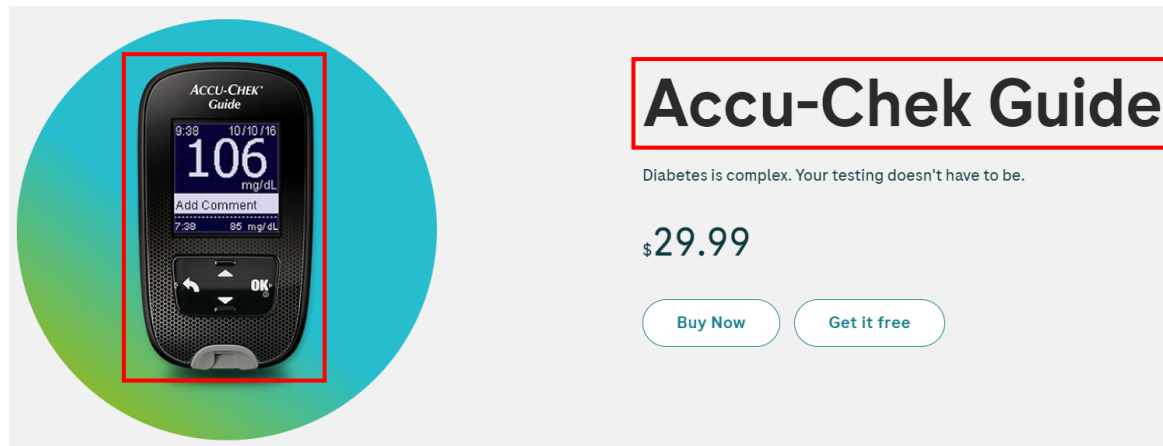 ACCU-CHEK®
Guide
9:38 10/10/16
106
mg/dL
Add Comment
7:38 85 mg/dL
OK
Accu-Chek Guide
Diabetes is complex. Your testing doesn't have to be.
$29.99
Buy Now Get it free